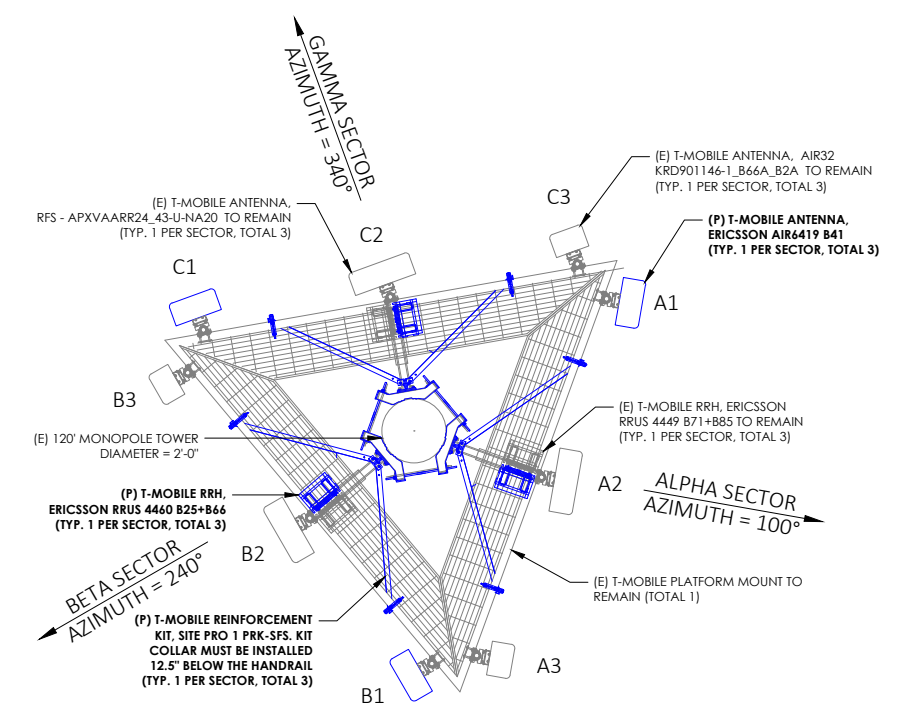 GAMMA SECTOR
AZIMUTH = 340°
(E) T-MOBILE ANTENNA, AIR32
KRD901146-1_B66A_B2A TO REMAIN
(TYP. 1 PER SECTOR, TOTAL 3)
(E) T-MOBILE ANTENNA,
RFS - APXVAARR24_43-U-NA20 TO REMAIN
(TYP. 1 PER SECTOR, TOTAL 3)
C3
(P) T-MOBILE ANTENNA,
ERICSSON AIR6419 B41
(TYP. 1 PER SECTOR, TOTAL 3)
C2
C1
A1
B3
(E) T-MOBILE RRH, ERICSSON
RRUS 4449 B71+B85 TO REMAIN
(TYP. 1 PER SECTOR, TOTAL 3)
(E) 120' MONOPOLE TOWER
DIAMETER = 2'-0"
A2
ALPHA SECTOR
AZIMUTH = 100°
(P) T-MOBILE RRH,
ERICSSON RRUS 4460 B25+B66
(TYP. 1 PER SECTOR, TOTAL 3)
B2
BETA SECTOR
AZIMUTH = 240°
(E) T-MOBILE PLATFORM MOUNT TO
REMAIN (TOTAL 1)
(P) T-MOBILE REINFORCEMENT
KIT, SITE PRO 1 PRK-SFS. KIT
COLLAR MUST BE INSTALLED
12.5" BELOW THE HANDRAIL
(TYP. 1 PER SECTOR, TOTAL 3)
A3
B1